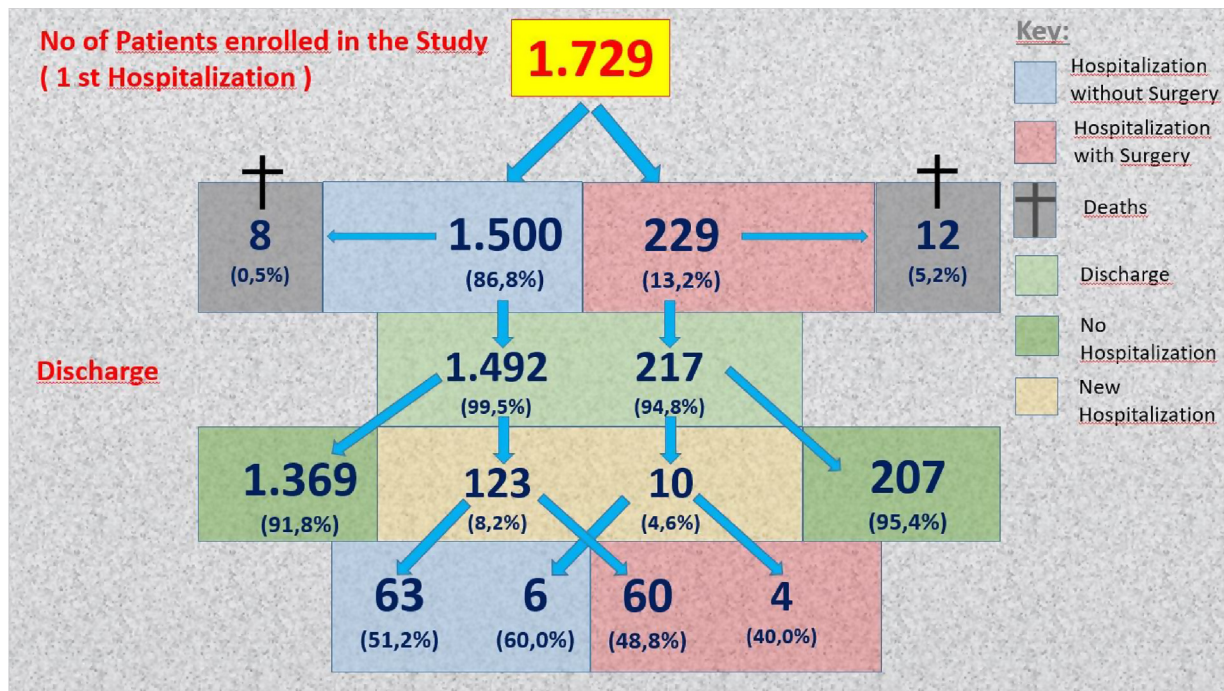 No of Patients enrolled in the Study
( 1 st Hospitalization )
1.729
Key:
Hospitalization
without Surgery
Hospitalization
with Surgery
Deaths
Discharge
No
Hospitalization
New
Hospitalization
8
(0,5%)
1.500
(86,8%)
229
(13,2%)
12
(5,2%)
Discharge
1.492
(99,5%)
217
(94,8%)
1.369
(91,8%)
123
(8,2%)
10
(4,6%)
207
(95,4%)
63
(51,2%)
6
(60,0%)
60
(48,8%)
4
(40,0%)